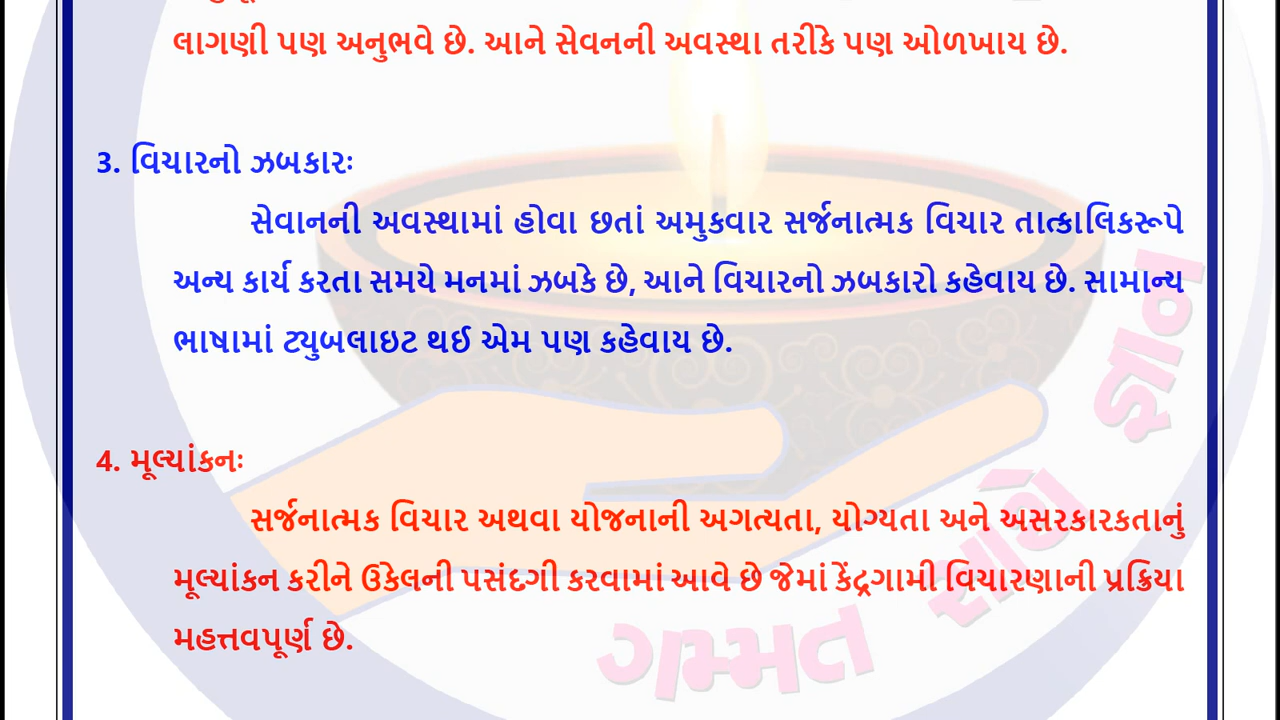 લાગણી પણ અનુભવે છે. આને સેવનની અવસ્થા તરીકે પણ ઓળખાય છે.
3. વિચારનો ઝબકારઃ
સેવાનની અવસ્થામાં હોવા છતાં અમુકવાર સર્જનાત્મક વિચાર તાત્કાલિકરૂપે
અન્ય કાર્ય કરતા સમયે મનમાં ઝબકે છે, આને વિચારનો ઝબકારો કહેવાય છે. સામાન્ય
ભાષામાં ટ્યુબલાઇટ થઈ એમ પણ કહેવાય છે.
4. મૂલ્યાંકનઃ
સર્જનાત્મક વિચાર અથવા યોજનાની અગત્યતા, યોગ્યતા અને અસરકારકતાનું
મૂલ્યાંકન કરીને ઉકેલની પસંદગી કરવામાં આવે છે જેમાં કેંદ્રગામી વિચારણાની પ્રક્રિયા
મહત્તવપૂર્ણ છે.
ગમ્મત સાથે જ્ઞાન